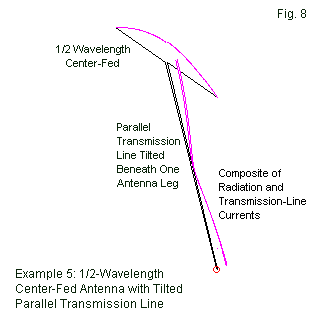 Fig. 8
1/2 Wavelength
Center-Fed
Parallel
Transmission
Line Tilted
Beneath One
Antenna Leg
Composite of
Radiation and
Transmission-Line
Currents
Example 5: 1/2-Wavelength
Center-Fed Antenna with Tilted
Parallel Transmission Line